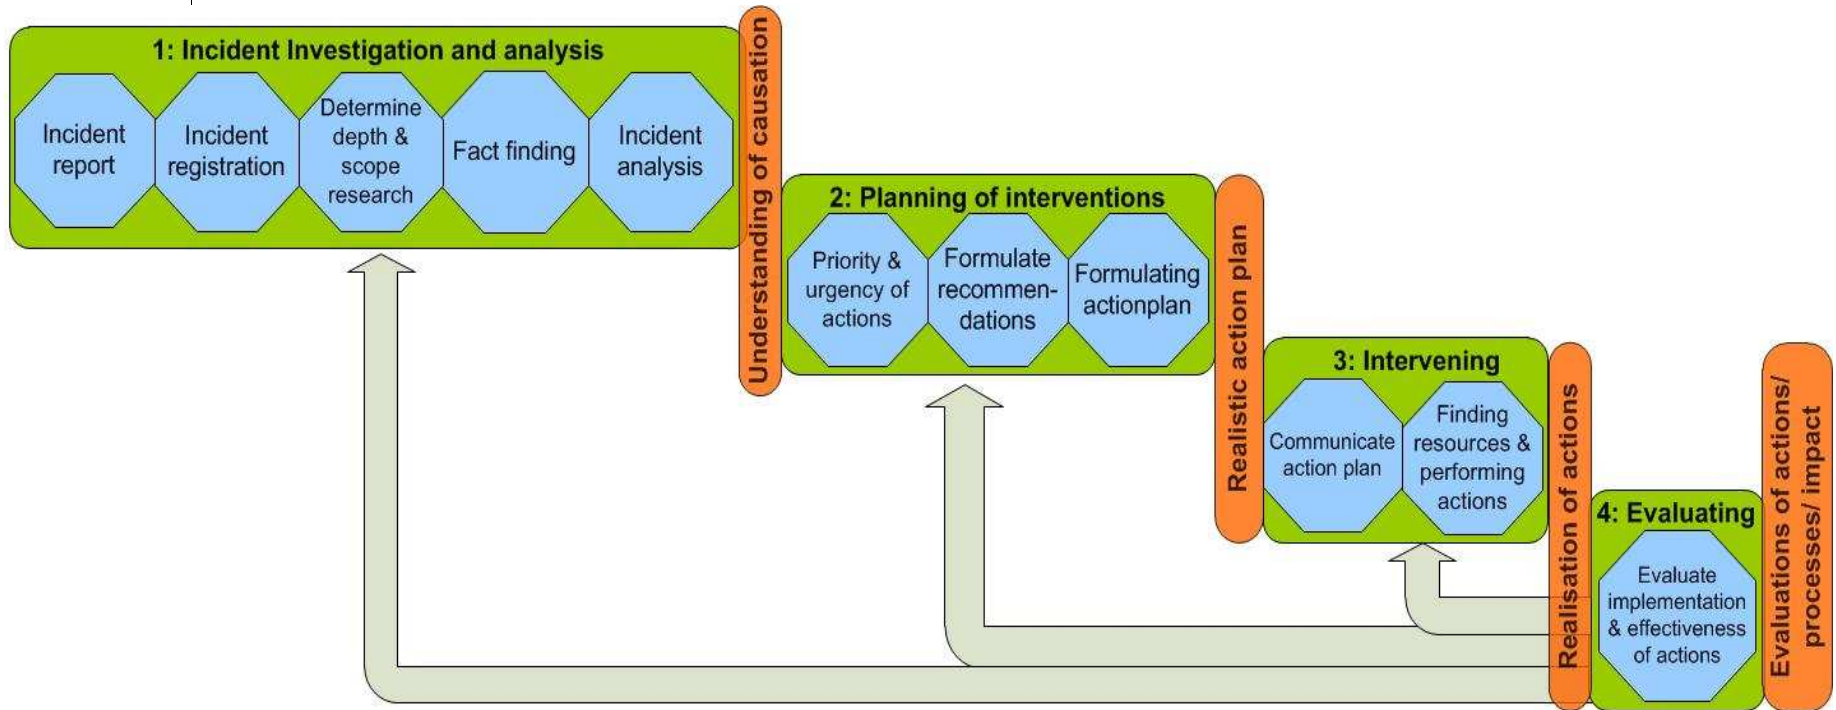 1: Incident Investigation and analysis
Incident
report
Incident
registration
Determine
depth &
scope
research
Fact finding
Incident
analysis
Understanding of causation
2: Planning of interventions
Priority &
urgency of
actions
Formulate
recommen-
dations
Formulating
actionplan
Realistic action plan
3: Intervening
Communicate
action plan
Finding
resources &
performing
actions
Realisation of actions
4: Evaluating
Evaluate
implementation
& effectiveness
of actions
Evaluations of actions/
processes/ impact